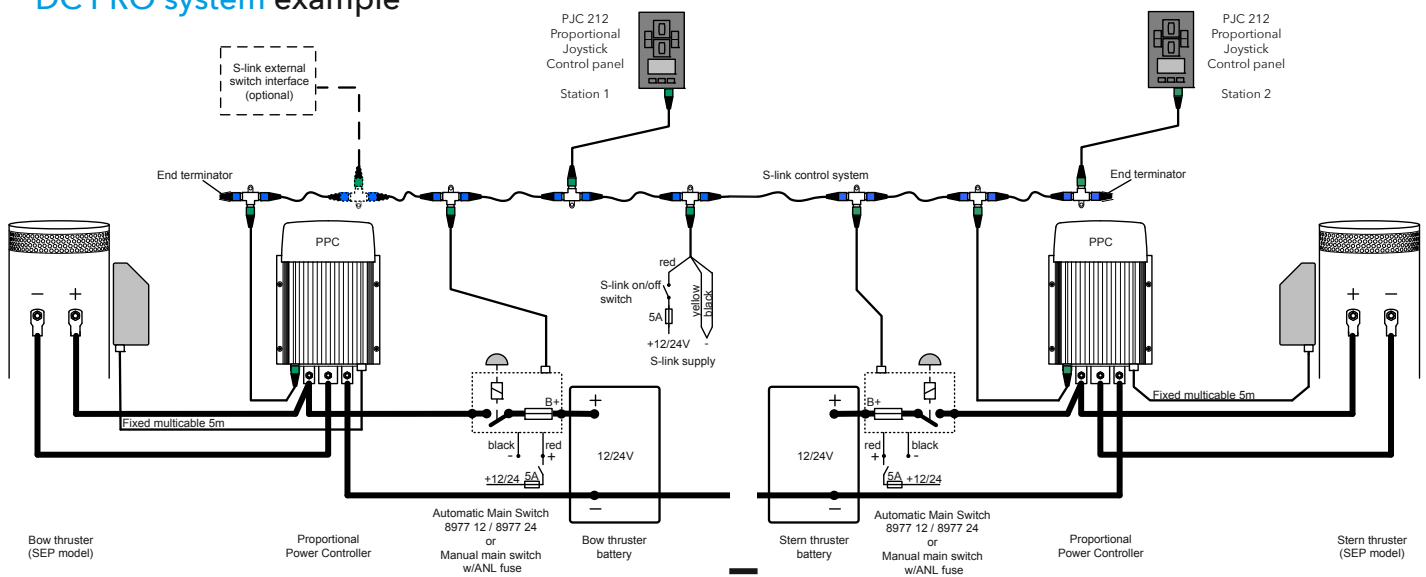 DC PRO system example
PJC 212
Proportional
Joystick
Control panel
Station 1
PJC 212
Proportional
Joystick
Control panel
Station 2
S-link external
switch interface
(optional)
End terminator
S-link control system
End terminator
PPC
PPC
red
S-link on/off
switch
yellow
black
5A
+12/24V
-
S-link supply
– +
+ –
Fixed multicable 5m
Fixed multicable 5m
B+
black
-
red
+
+12/24 5A
+
12/24V
–
+
12/24V
–
B+
red
+
black
-
5A +12/24
Bow thruster
(SEP model)
Proportional
Power Controller
Automatic Main Switch
8977 12 / 8977 24
or
Manual main switch
w/ANL fuse
Bow thruster
battery
Stern thruster
battery
Automatic Main Switch
8977 12 / 8977 24
or
Manual main switch
w/ANL fuse
Proportional
Power Controller
Stern thruster
(SEP model)